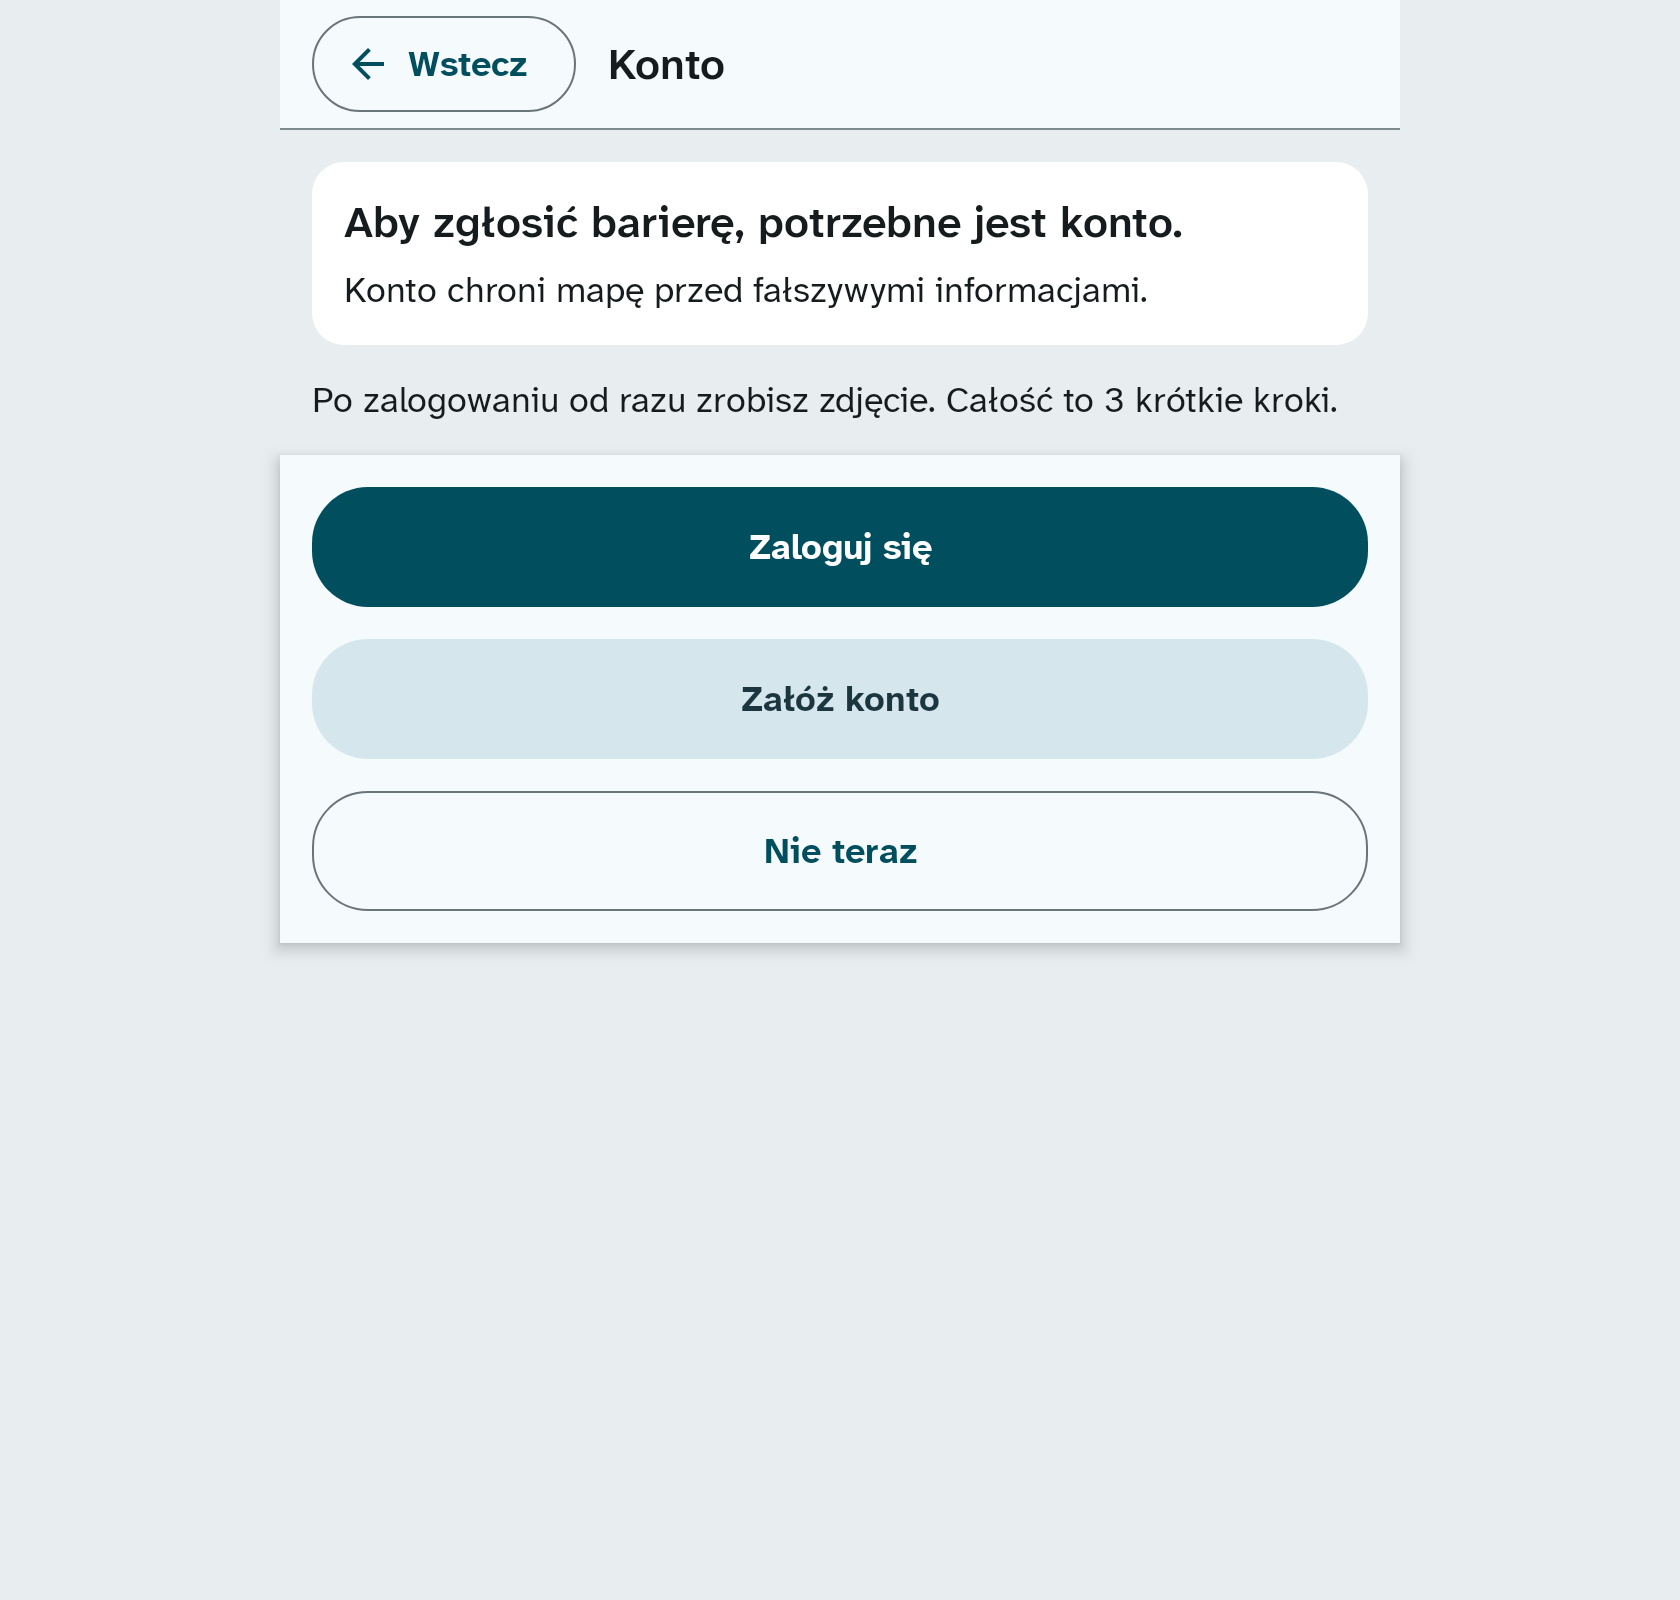 Wstecz
Konto
Aby zgłosić barierę, potrzebne jest konto.
Konto chroni mapę przed fałszywymi informacjami.
Po zalogowaniu od razu zrobisz zdjęcie. Całość to 3 krótkie kroki.
Zaloguj się
Załóż konto
Nie teraz